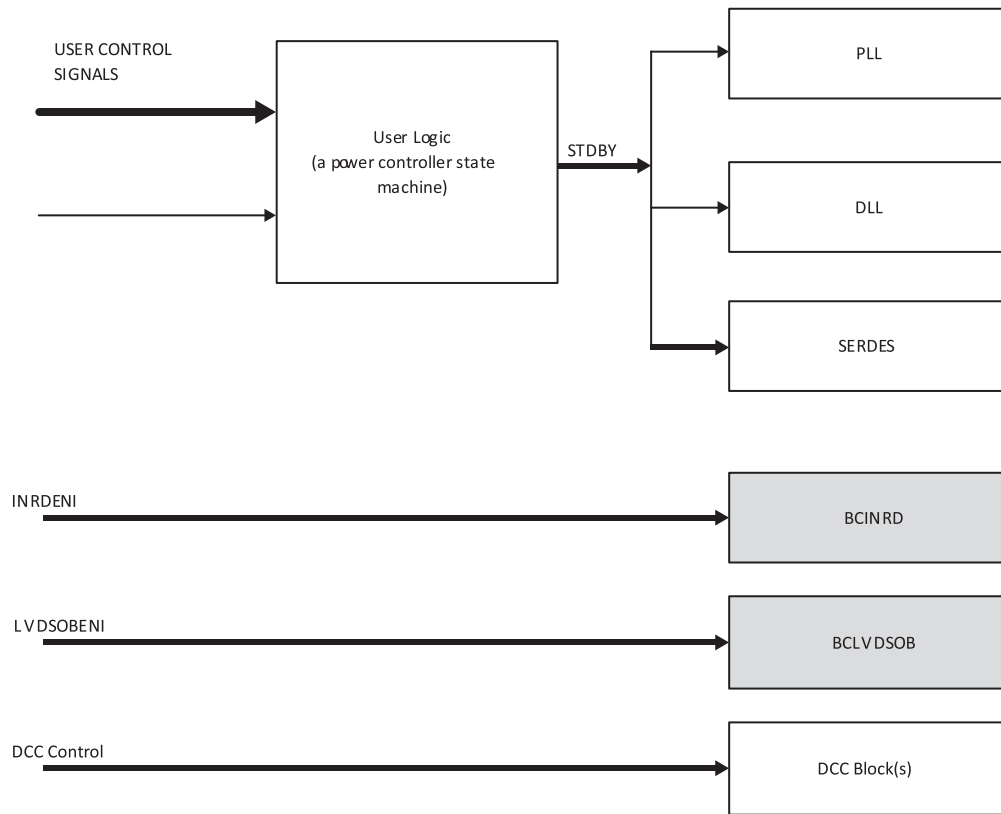 USER CONTROL
SIGNALS
PLL
User Logic
(a power controller state
machine)
STDBY
DLL
SERDES
INRDENI
BCINRD
LVDSOBENI
BCLVDSOB
DCC Control
DCC Block(s)